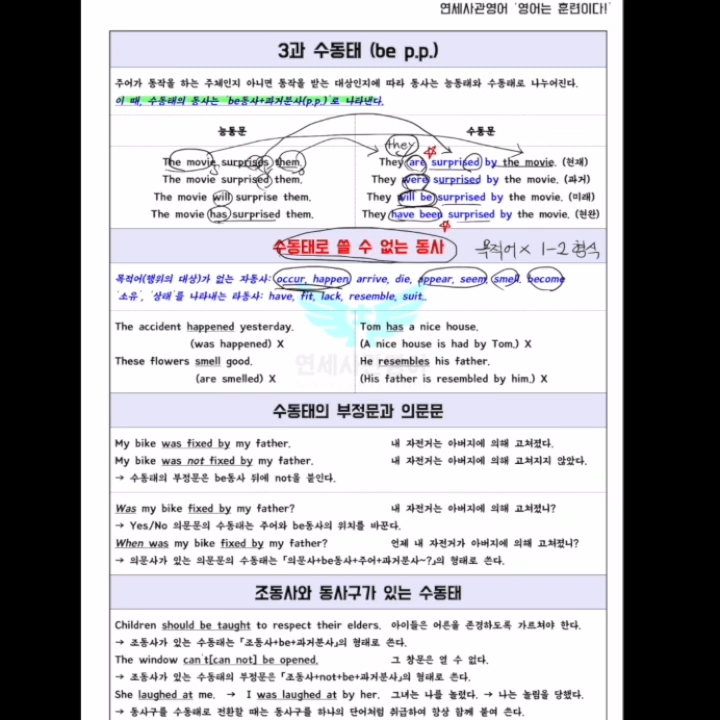 연세사관영어 '영어는 훈련이다!'
3과 수동태 (be p.p.)
주어가 동작을 하는 주체인지 아니면 동작을 받는 대상인지에 따라 동사는 능동태와 수동태로 나누어진다.
이 때, 수동태의 동사는 'be동사+과거분사(p.p.)'로 나타낸다.
능동문 수동문
they
The movie surprises them. They are surprised by the movie. (현재)
The movie surprised them. They were surprised by the movie. (과거)
The movie will surprise them. They will be surprised by the movie. (미래)
The movie has surprised them. They have been surprised by the movie. (현완)
수동태로 쓸 수 없는 동사 목적어× 1-2형식
목적어(행위의 대상)가 없는 자동사: occur, happen, arrive, die, appear, seem, smell, become
'소유', '상태'를 나타내는 타동사: have, fit, lack, resemble, suit..
The accident happened yesterday. Tom has a nice house.
(was happened) X (A nice house is had by Tom.) X
These flowers smell good. He resembles his father.
연세사관영어
(are smelled) X (His father is resembled by him.) X
수동태의 부정문과 의문문
My bike was fixed by my father. 내 자전거는 아버지에 의해 고쳐졌다.
My bike was not fixed by my father. 내 자전거는 아버지에 의해 고쳐지지 않았다.
→ 수동태의 부정문은 be동사 뒤에 not을 붙인다.
Was my bike fixed by my father? 내 자전거는 아버지에 의해 고쳐졌니?
→ Yes/No 의문문의 수동태는 주어와 be동사의 위치를 바꾼다.
When was my bike fixed by my father? 언제 내 자전거가 아버지에 의해 고쳐졌니?
→ 의문사가 있는 의문문의 수동태는 「의문사+be동사+주어+과거분사~?」의 형태로 쓴다.
조동사와 동사구가 있는 수동태
Children should be taught to respect their elders. 아이들은 어른을 존경하도록 가르쳐야 한다.
→ 조동사가 있는 수동태는 「조동사+be+과거분사」의 형태로 쓴다.
The window can't[can not] be opened. 그 창문은 열 수 없다.
→ 조동사가 있는 수동태의 부정문은 「조동사+not+be+과거분사」의 형태로 쓴다.
She laughed at me. → I was laughed at by her. 그녀는 나를 놀렸다. → 나는 놀림을 당했다.
→ 동사구를 수동태로 전환할 때는 동사구를 하나의 단어처럼 취급하여 항상 함께 붙여 쓴다.